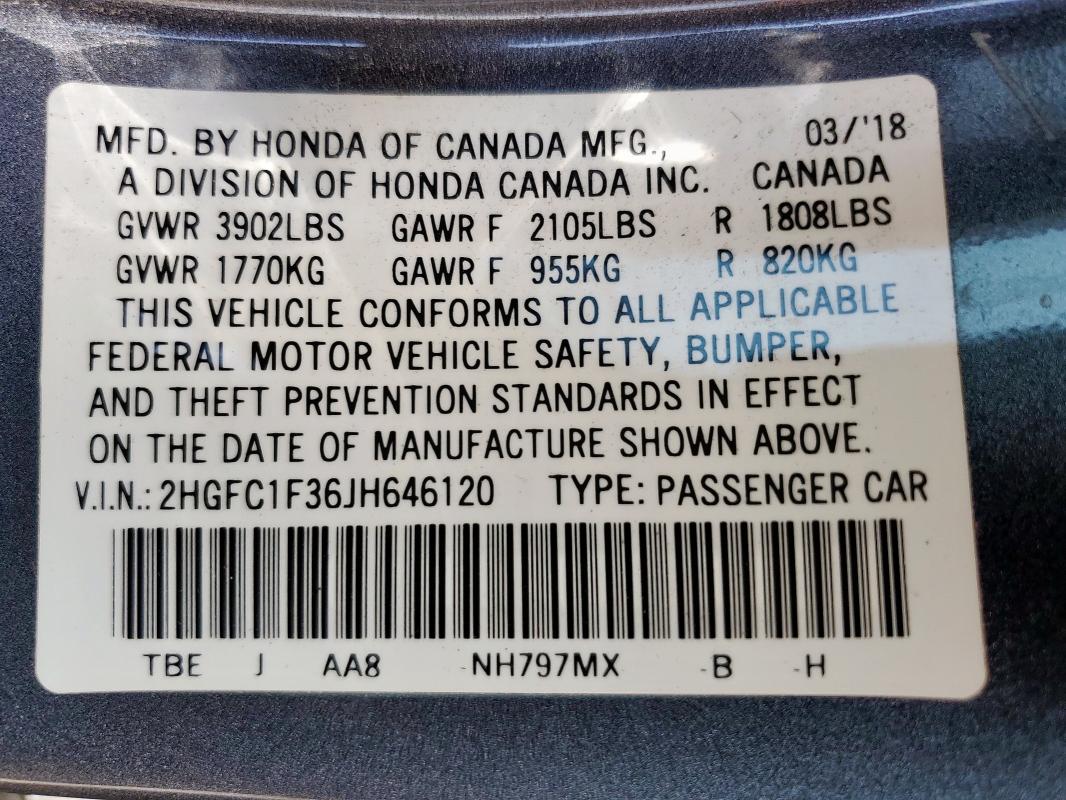 MFD. BY HONDA OF CANADA MFG., 03/'18
A DIVISION OF HONDA CANADA INC. CANADA
GVWR 3902LBS GAWR F 2105LBS R 1808LBS
GVWR 1770KG GAWR F 955KG R 820KG
THIS VEHICLE CONFORMS TO ALL APPLICABLE
FEDERAL MOTOR VEHICLE SAFETY, BUMPER,
AND THEFT PREVENTION STANDARDS IN EFFECT
ON THE DATE OF MANUFACTURE SHOWN ABOVE.
V.I.N.: 2HGFC1F36JH646120 TYPE: PASSENGER CAR
TBE J AA8 -NH797MX -B -H